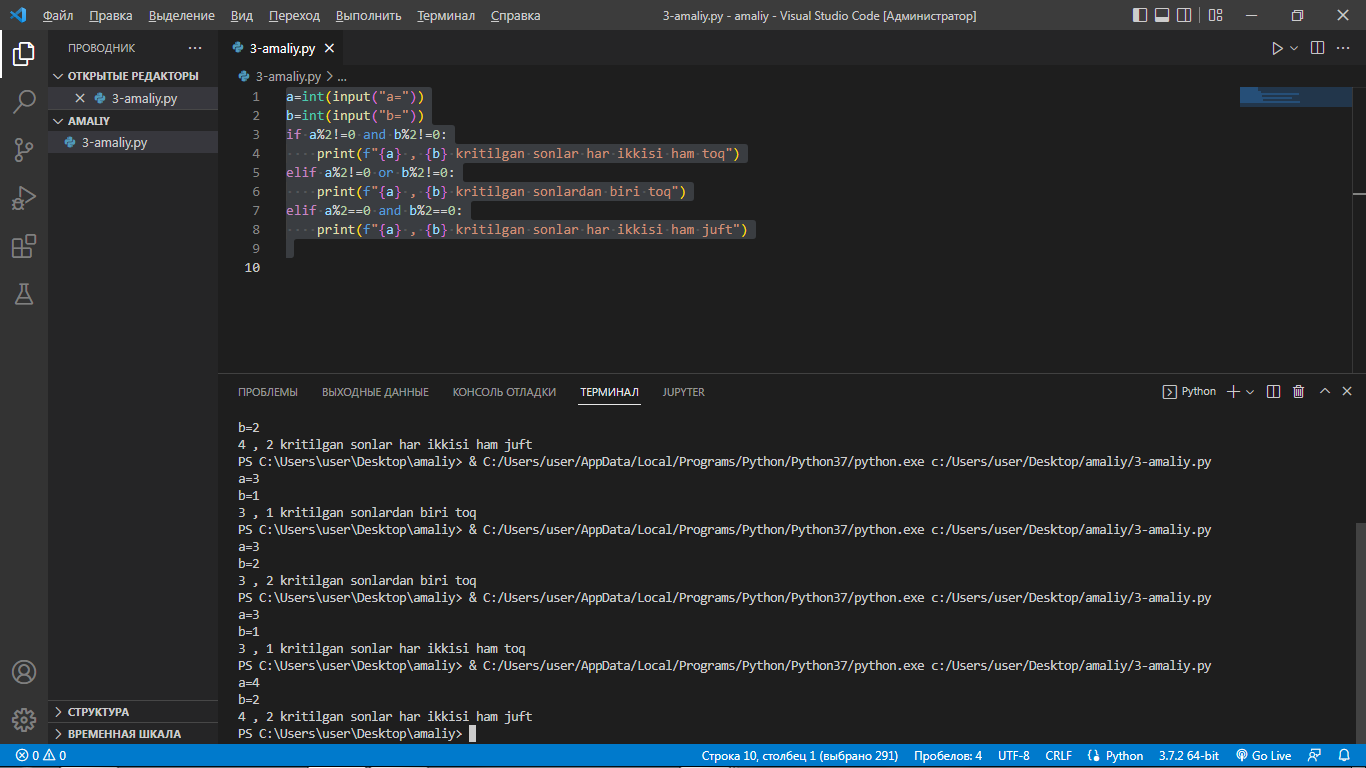 Файл Правка Выделение Вид Переход Выполнить Терминал Справка 3-amaliy.py - amaliy - Visual Studio Code [Администратор]
ПРОВОДНИК ...
ОТКРЫТЫЕ РЕДАКТОРЫ
3-amaliy.py
AMALIY
3-amaliy.py
СТРУКТУРА
ВРЕМЕННАЯ ШКАЛА
3-amaliy.py
3-amaliy.py > ...
1 a=int(input("a="))
2 b=int(input("b="))
3 if a%2!=0 and b%2!=0:
4     print(f"{a} , {b} kritilgan sonlar har ikkisi ham toq")
5 elif a%2!=0 or b%2!=0:
6     print(f"{a} , {b} kritilgan sonlardan biri toq")
7 elif a%2==0 and b%2==0:
8     print(f"{a} , {b} kritilgan sonlar har ikkisi ham juft")
9
10
ПРОБЛЕМЫ ВЫХОДНЫЕ ДАННЫЕ КОНСОЛЬ ОТЛАДКИ ТЕРМИНАЛ JUPYTER Python
b=2
4 , 2 kritilgan sonlar har ikkisi ham juft
PS C:\Users\user\Desktop\amaliy> & C:/Users/user/AppData/Local/Programs/Python/Python37/python.exe c:/Users/user/Desktop/amaliy/3-amaliy.py
a=3
b=1
3 , 1 kritilgan sonlardan biri toq
PS C:\Users\user\Desktop\amaliy> & C:/Users/user/AppData/Local/Programs/Python/Python37/python.exe c:/Users/user/Desktop/amaliy/3-amaliy.py
a=3
b=2
3 , 2 kritilgan sonlardan biri toq
PS C:\Users\user\Desktop\amaliy> & C:/Users/user/AppData/Local/Programs/Python/Python37/python.exe c:/Users/user/Desktop/amaliy/3-amaliy.py
a=3
b=1
3 , 1 kritilgan sonlar har ikkisi ham toq
PS C:\Users\user\Desktop\amaliy> & C:/Users/user/AppData/Local/Programs/Python/Python37/python.exe c:/Users/user/Desktop/amaliy/3-amaliy.py
a=4
b=2
4 , 2 kritilgan sonlar har ikkisi ham juft
PS C:\Users\user\Desktop\amaliy>
0 0 Строка 10, столбец 1 (выбрано 291) Пробелов: 4 UTF-8 CRLF Python 3.7.2 64-bit Go Live